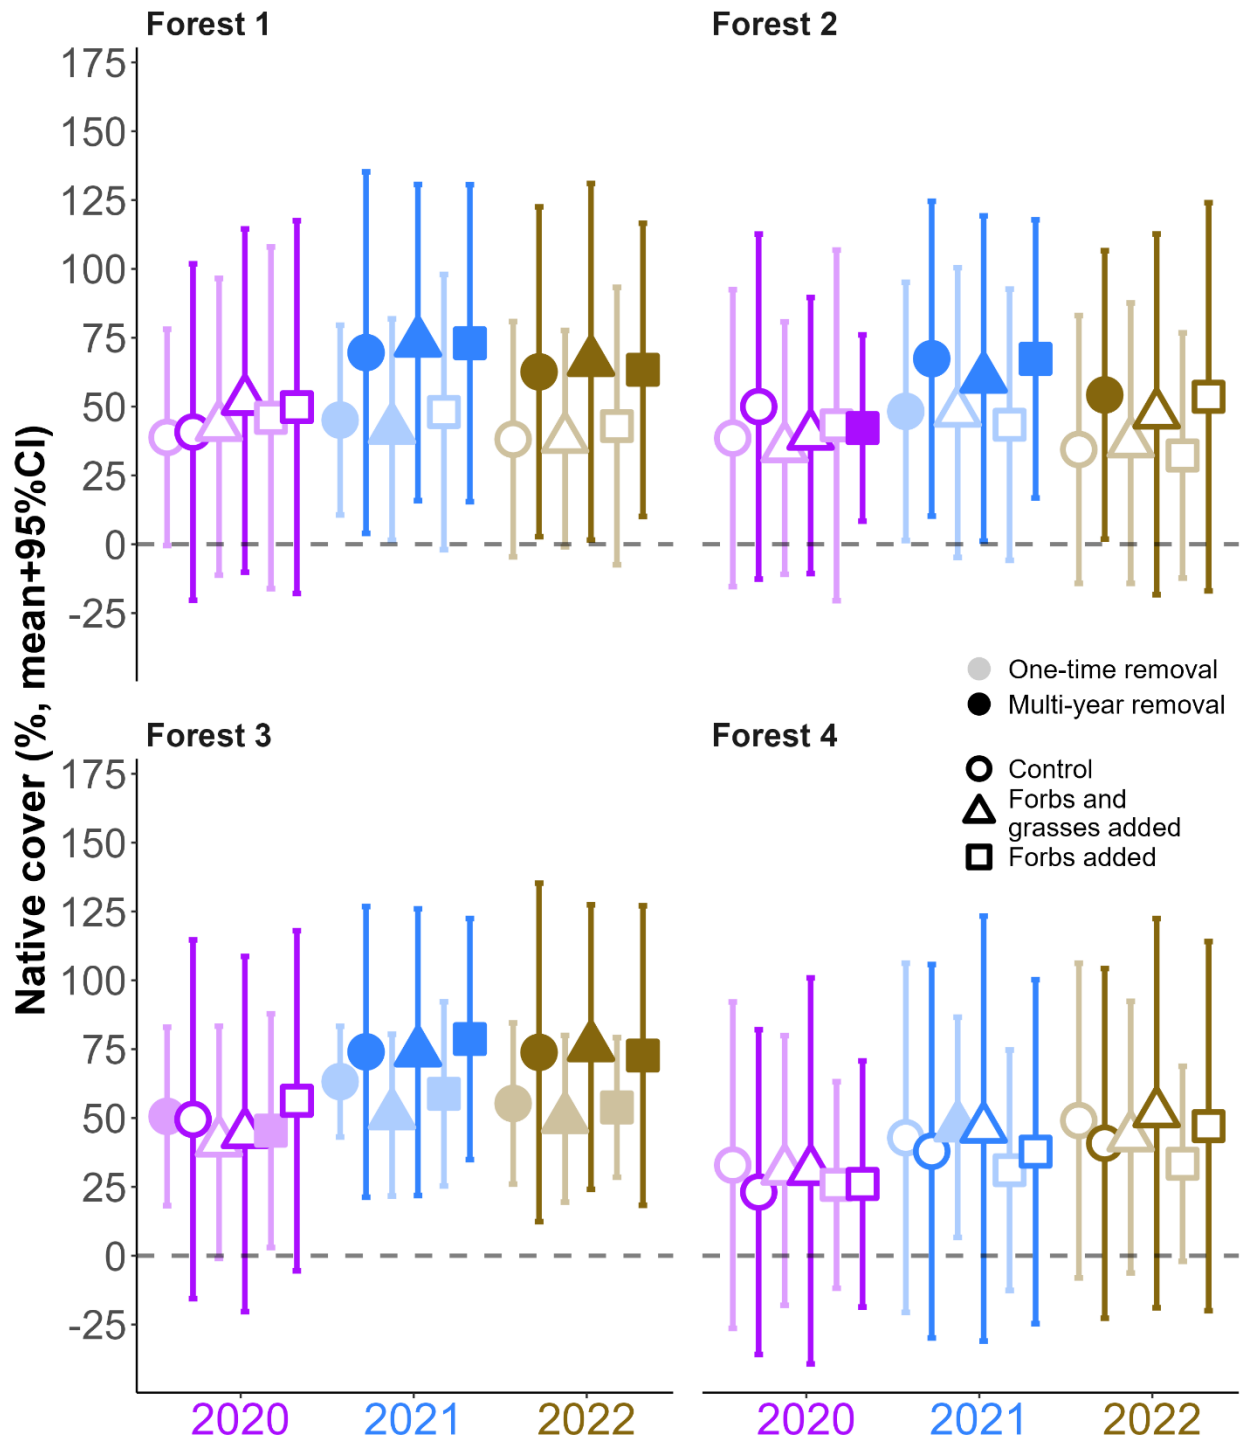 Forest 1
Forest 2
175
150
125
100
75
50
25
0
-25
Native cover (%, mean+95%CI)
One-time removal
Multi-year removal
Forest 3
Forest 4
Control
Forbs and
grasses added
Forbs added
175
150
125
100
75
50
25
0
-25
2020
2021
2022
2020
2021
2022